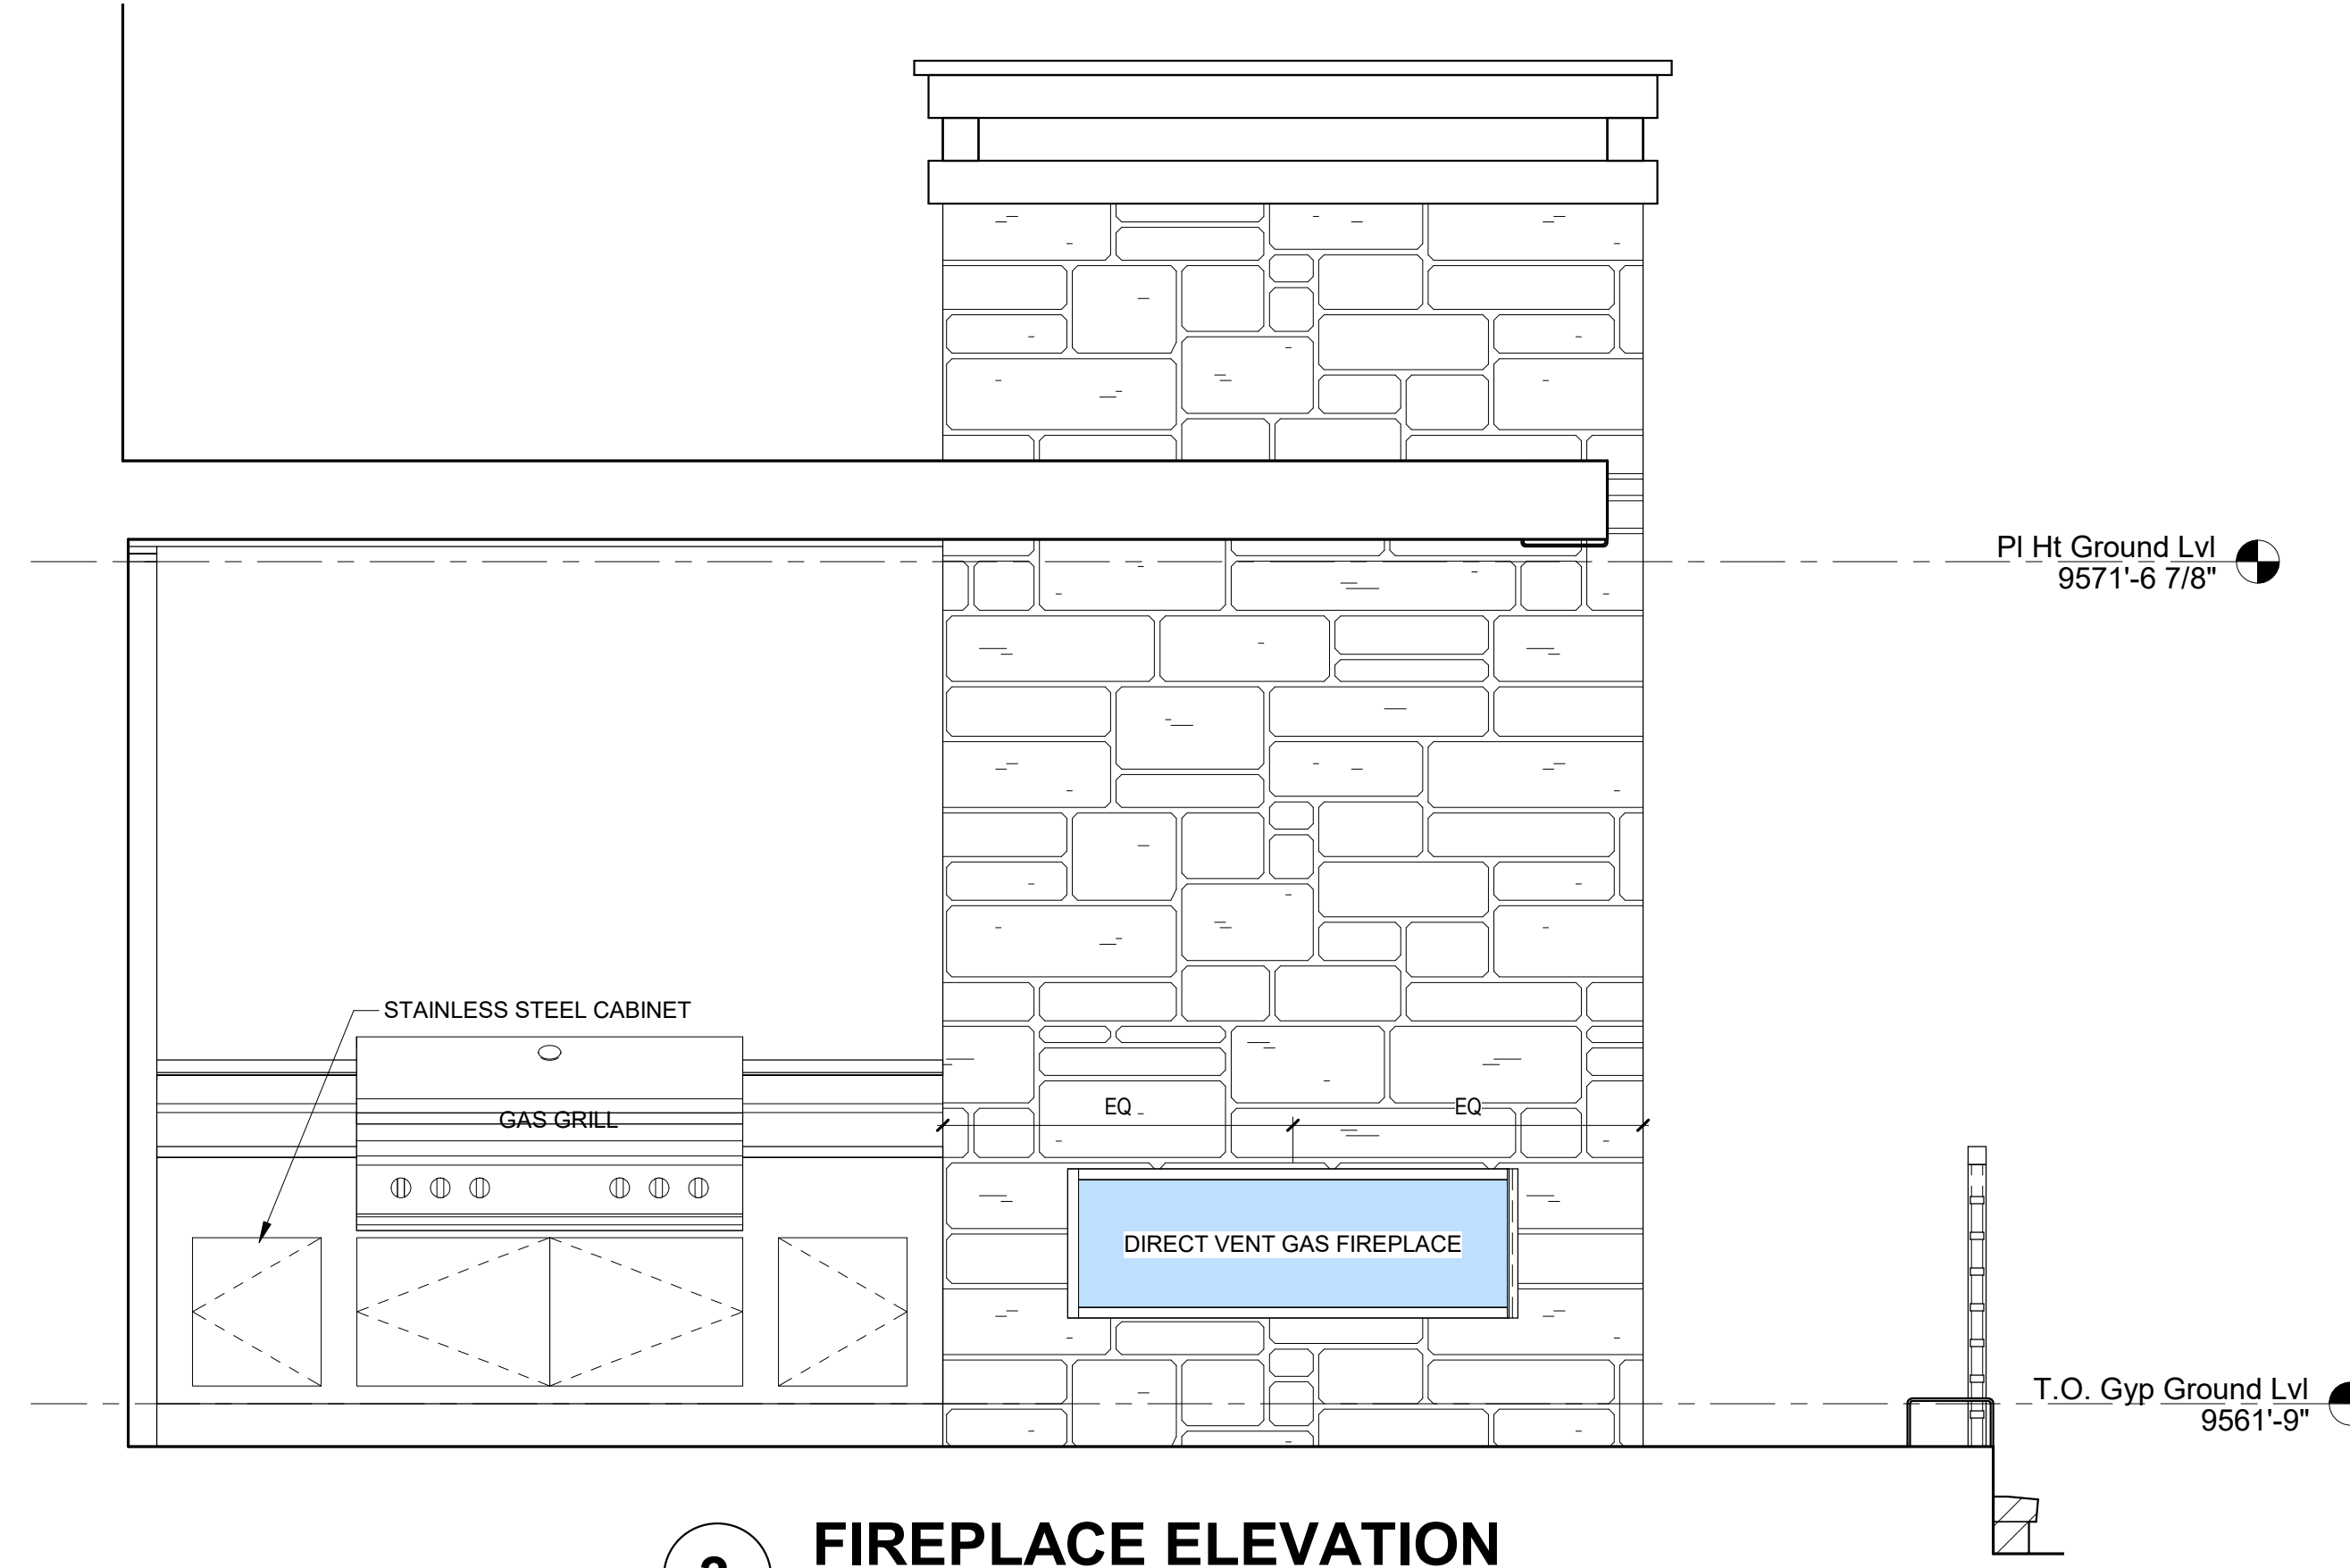 Pl Ht Ground Lvl
9571'-6 7/8"
STAINLESS STEEL CABINET
GAS GRILL
EQ
EQ
DIRECT VENT GAS FIREPLACE
T.O. Gyp Ground Lvl
9561'-9"
FIREPLACE ELEVATION